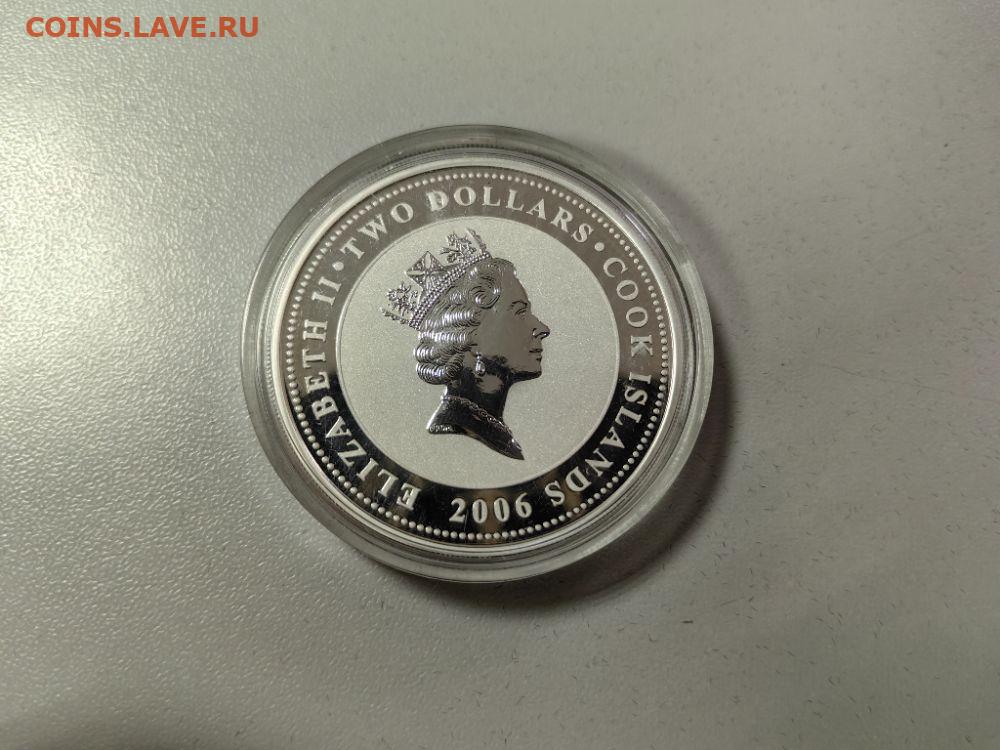 COINS.LAVE.RU
ELIZABETH II · TWO DOLLARS · COOK ISLANDS
2006